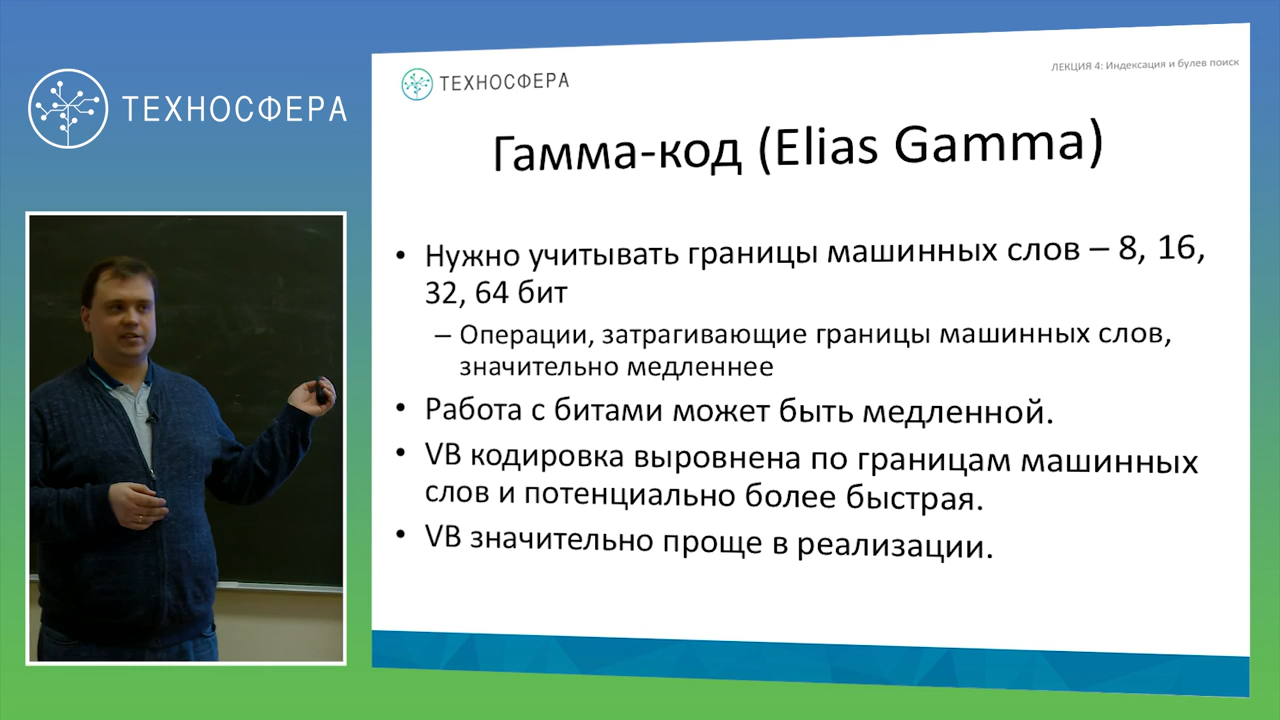 ТЕХНОСФЕРА
ТЕХНОСФЕРА
ЛЕКЦИЯ 4: Индексация и булев поиск
Гамма-код (Elias Gamma)
• Нужно учитывать границы машинных слов – 8, 16,
32, 64 бит
– Операции, затрагивающие границы машинных слов,
значительно медленнее
• Работа с битами может быть медленной.
• VB кодировка выровнена по границам машинных
слов и потенциально более быстрая.
• VB значительно проще в реализации.